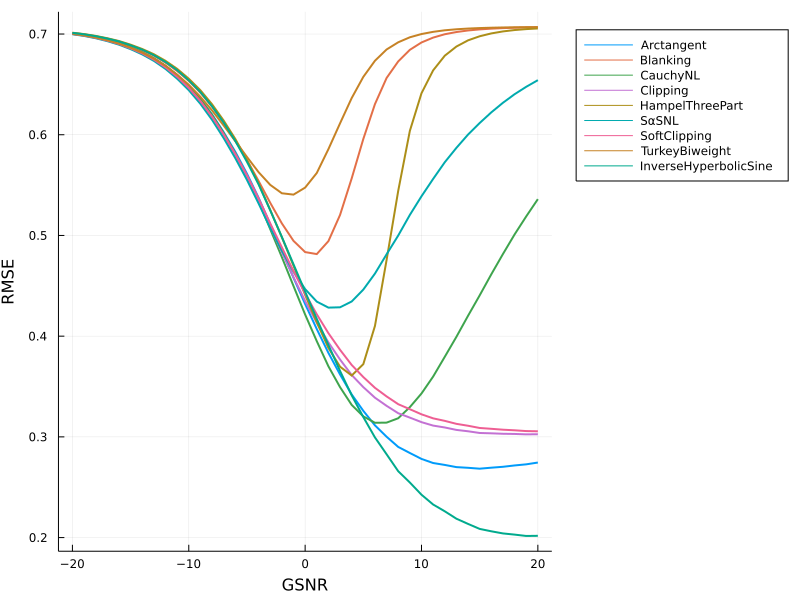 0.7
0.6
0.5
0.4
0.3
0.2
RMSE
−20
−10
0
10
20
GSNR
Arctangent
Blanking
CauchyNL
Clipping
HampelThreePart
SαSNL
SoftClipping
TurkeyBiweight
InverseHyperbolicSine